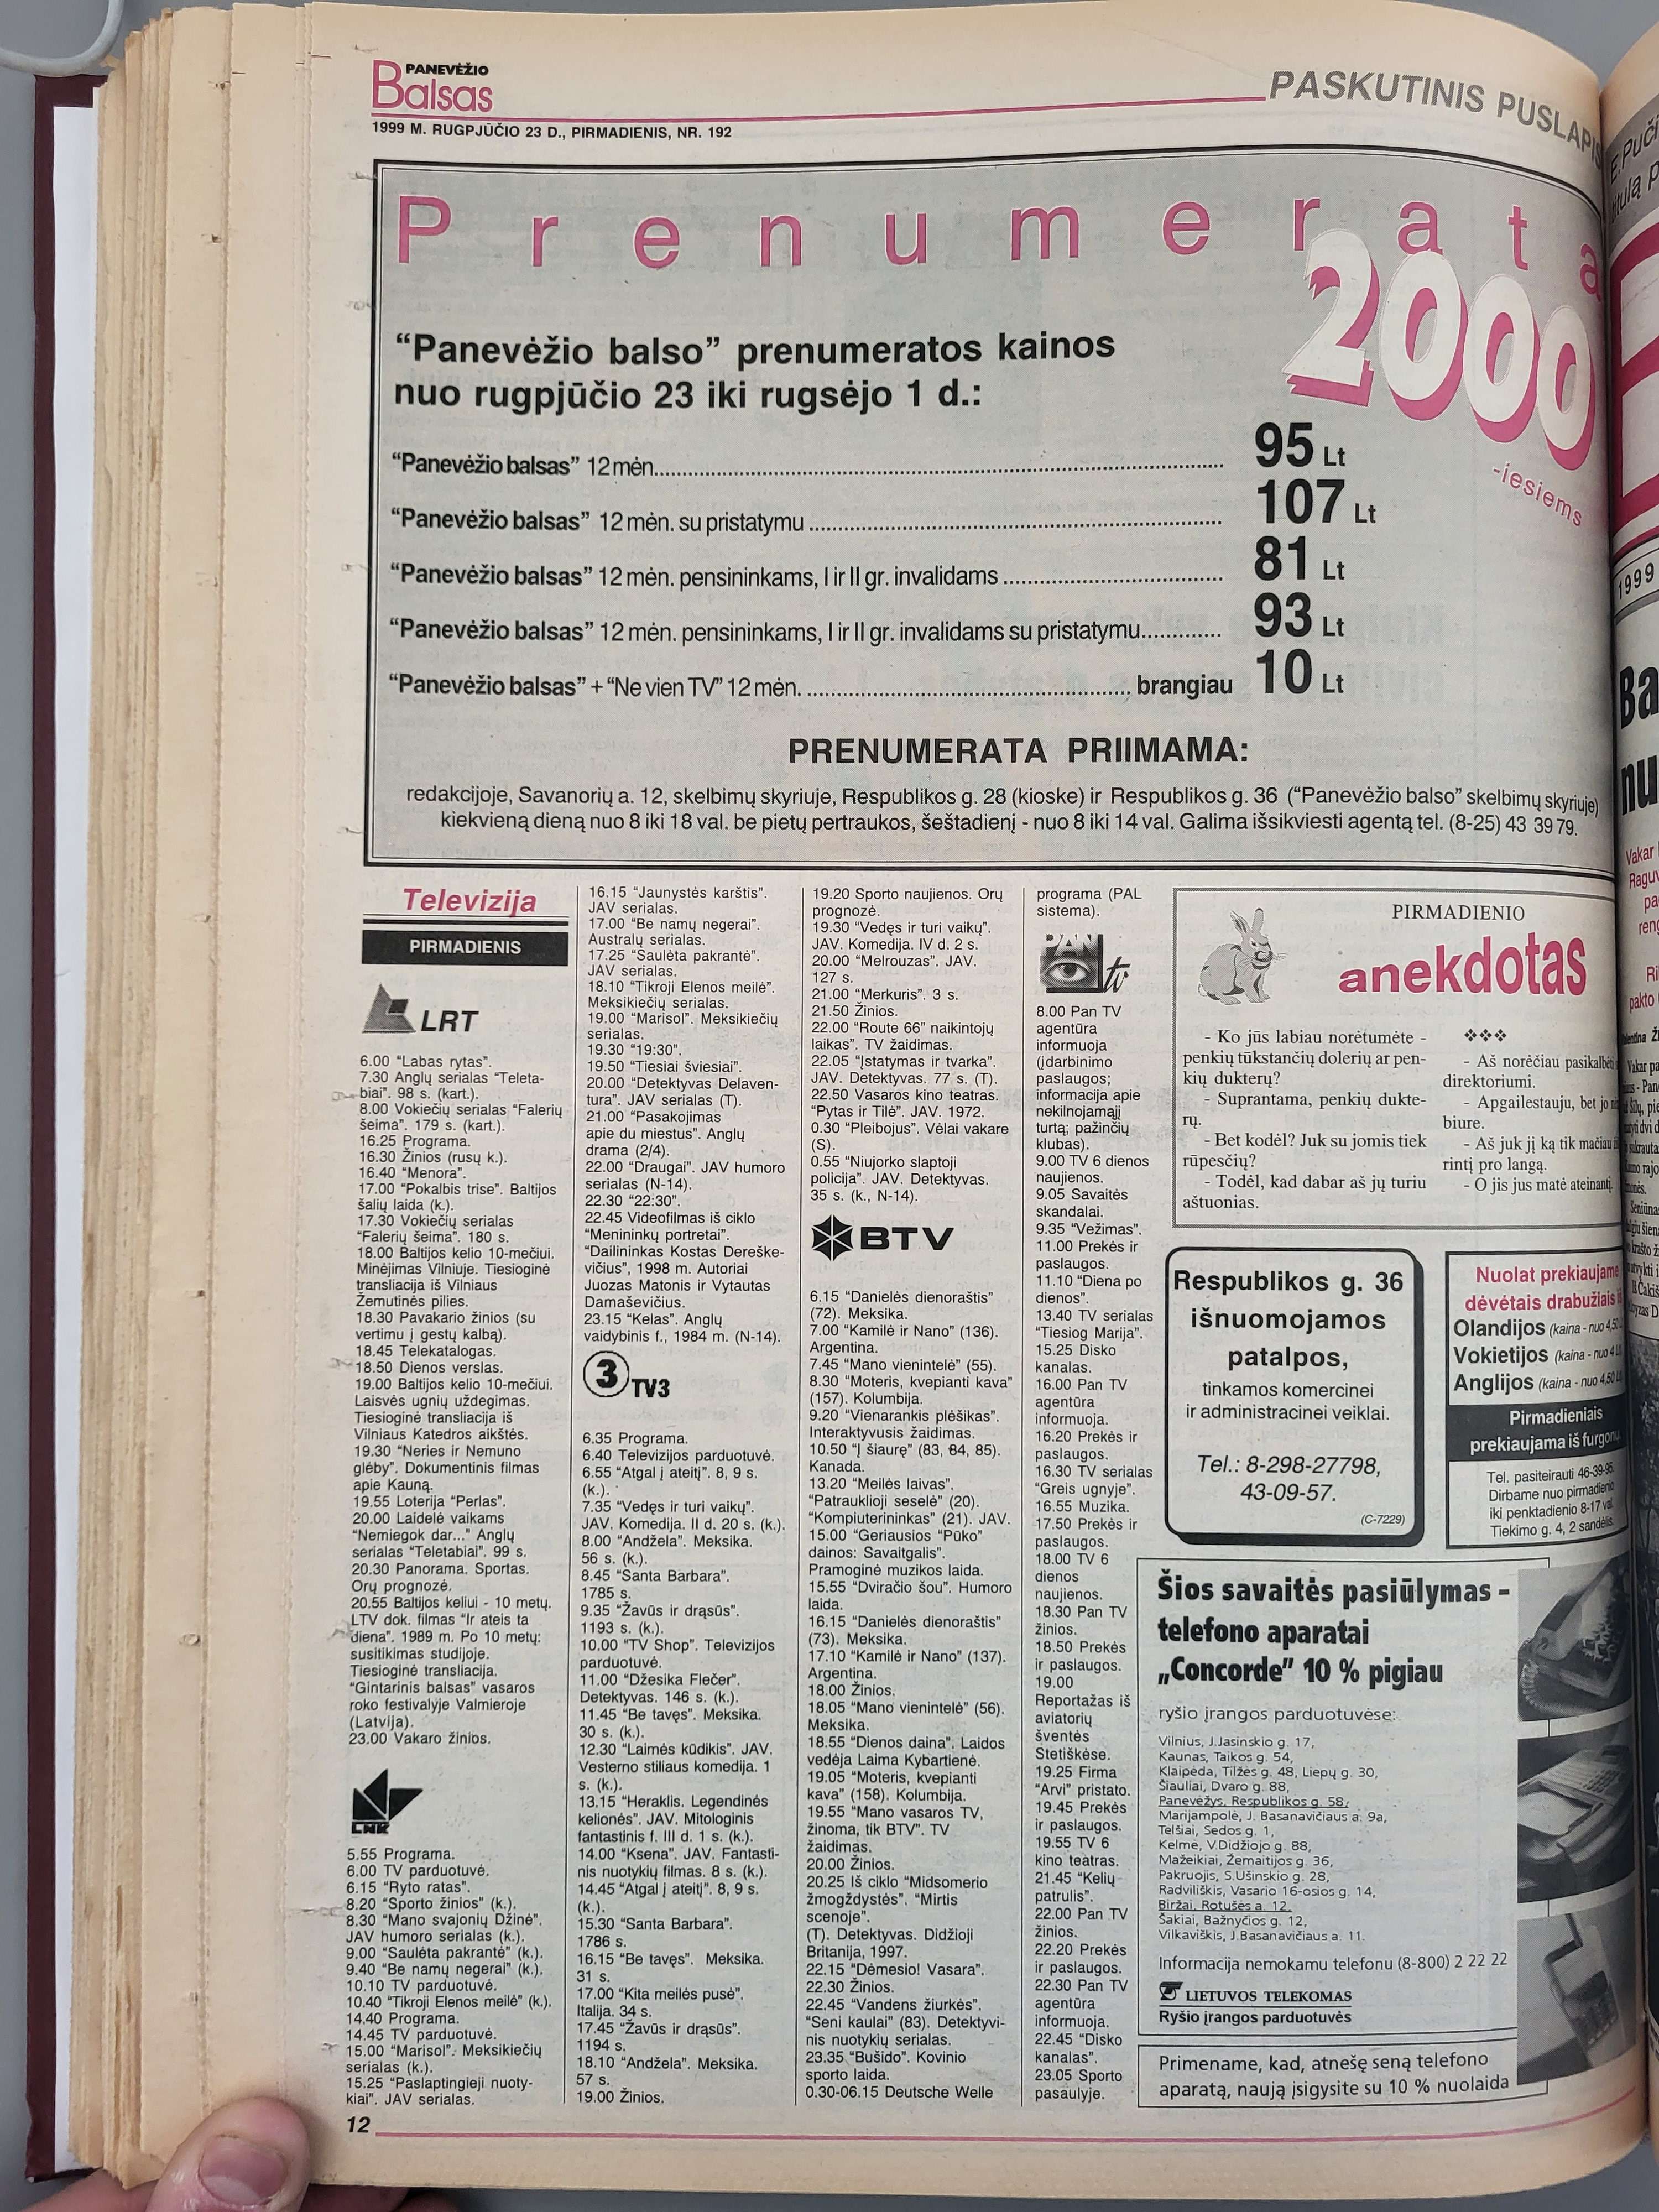 PANEVĖŽIO
Balsas
1999 M. RUGPJŪČIO 23 D., PIRMADIENIS, NR. 192
PASKUTINIS PUSLAPIS
Prenumerata
2000
-iesiems
“Panevėžio balso” prenumeratos kainos
nuo rugpjūčio 23 iki rugsėjo 1 d.:
“Panevėžio balsas” 12 mėn. 95 Lt
“Panevėžio balsas” 12 mėn. su pristatymu 107 Lt
“Panevėžio balsas” 12 mėn. pensininkams, I ir II gr. invalidams 81 Lt
“Panevėžio balsas” 12 mėn. pensininkams, I ir II gr. invalidams su pristatymu 93 Lt
“Panevėžio balsas” + “Ne vien TV” 12 mėn. brangiau 10 Lt
PRENUMERATA PRIIMAMA:
redakcijoje, Savanorių a. 12, skelbimų skyriuje, Respublikos g. 28 (kioske) ir Respublikos g. 36 (“Panevėžio balso” skelbimų skyriuje)
kiekvieną dieną nuo 8 iki 18 val. be pietų pertraukos, šeštadienį - nuo 8 iki 14 val. Galima išsikviesti agentą tel. (8-25) 43 39 79.
Televizija
PIRMADIENIS
LRT
6.00 “Labas rytas”.
7.30 Anglų serialas “Teleta-
biai”. 98 s. (kart.).
8.00 Vokiečių serialas “Falerių
šeima”. 179 s. (kart.).
16.25 Programa.
16.30 Žinios (rusų k.).
16.40 “Menora”.
17.00 “Pokalbis trise”. Baltijos
šalių laida (k.).
17.30 Vokiečių serialas
“Falerių šeima”. 180 s.
18.00 Baltijos kelio 10-mečiui.
Minėjimas Vilniuje. Tiesioginė
transliacija iš Vilniaus
Žemutinės pilies.
18.30 Pavakario žinios (su
vertimu į gestų kalbą).
18.45 Telekatalogas.
18.50 Dienos verslas.
19.00 Baltijos kelio 10-mečiui.
Laisvės ugnių uždegimas.
Tiesioginė transliacija iš
Vilniaus Katedros aikštės.
19.30 “Neries ir Nemuno
glėby”. Dokumentinis filmas
apie Kauną.
19.55 Loterija “Perlas”.
20.00 Laidelė vaikams
“Nemiegok dar...” Anglų
serialas “Teletabiai”. 99 s.
20.30 Panorama. Sportas.
Orų prognozė.
20.55 Baltijos keliui - 10 metų.
LTV dok. filmas “Ir ateis ta
diena”. 1989 m. Po 10 metų:
susitikimas studijoje.
Tiesioginė transliacija.
“Gintarinis balsas” vasaros
roko festivalyje Valmieroje
(Latvija).
23.00 Vakaro žinios.
LNK
5.55 Programa.
6.00 TV parduotuvė.
6.15 “Ryto ratas”.
8.20 “Sporto žinios” (k.).
8.30 “Mano svajonių Džinė”.
JAV humoro serialas (k.).
9.00 “Saulėta pakrantė” (k.).
9.40 “Be namų negerai” (k.).
10.10 TV parduotuvė.
10.40 “Tikroji Elenos meilė” (k.).
14.40 Programa.
14.45 TV parduotuvė.
15.00 “Marisol”. Meksikiečių
serialas (k.).
15.25 “Paslaptingieji nuoty-
kiai”. JAV serialas.
16.15 “Jaunystės karštis”.
JAV serialas.
17.00 “Be namų negerai”.
Australų serialas.
17.25 “Saulėta pakrantė”.
JAV serialas.
18.10 “Tikroji Elenos meilė”.
Meksikiečių serialas.
19.00 “Marisol”. Meksikiečių
serialas.
19.30 “19:30”.
19.50 “Tiesiai šviesiai”.
20.00 “Detektyvas Delaven-
tura”. JAV serialas (T).
21.00 “Pasakojimas
apie du miestus”. Anglų
drama (2/4).
22.00 “Draugai”. JAV humoro
serialas (N-14).
22.30 “22:30”.
22.45 Videofilmas iš ciklo
“Menininkų portretai”.
“Dailininkas Kostas Dereške-
vičius”, 1998 m. Autoriai
Juozas Matonis ir Vytautas
Damaševičius.
23.15 “Kelas”. Anglų
vaidybinis f., 1984 m. (N-14).
3 TV3
6.35 Programa.
6.40 Televizijos parduotuvė.
6.55 “Atgal į ateitį”. 8, 9 s.
(k.).
7.35 “Vedęs ir turi vaikų”.
JAV. Komedija. II d. 20 s. (k.).
8.00 “Andžela”. Meksika.
56 s. (k.).
8.45 “Santa Barbara”.
1785 s.
9.35 “Žavūs ir drąsūs”.
1193 s. (k.).
10.00 “TV Shop”. Televizijos
parduotuvė.
11.00 “Džesika Flečer”.
Detektyvas. 146 s. (k.).
11.45 “Be tavęs”. Meksika.
30 s. (k.).
12.30 “Laimės kūdikis”. JAV.
Vesterno stiliaus komedija. 1
s. (k.).
13.15 “Heraklis. Legendinės
kelionės”. JAV. Mitologinis
fantastinis f. III d. 1 s. (k.).
14.00 “Ksena”. JAV. Fantasti-
nis nuotykių filmas. 8 s. (k.).
14.45 “Atgal į ateitį”. 8, 9 s.
(k.).
15.30 “Santa Barbara”.
1786 s.
16.15 “Be tavęs”. Meksika.
31 s.
17.00 “Kita meilės pusė”.
Italija. 34 s.
17.45 “Žavūs ir drąsūs”.
1194 s.
18.10 “Andžela”. Meksika.
57 s.
19.00 Žinios.
19.20 Sporto naujienos. Orų
prognozė.
19.30 “Vedęs ir turi vaikų”.
JAV. Komedija. IV d. 2 s.
20.00 “Melrouzas”. JAV.
127 s.
21.00 “Merkuris”. 3 s.
21.50 Žinios.
22.00 “Route 66” naikintojų
laikas”. TV žaidimas.
22.05 “Įstatymas ir tvarka”.
JAV. Detektyvas. 77 s. (T).
22.50 Vasaros kino teatras.
“Pytas ir Tilė”. JAV. 1972.
0.30 “Pleibojus”. Vėlai vakare
(S).
0.55 “Niujorko slaptoji
policija”. JAV. Detektyvas.
35 s. (k., N-14).
BTV
6.15 “Danielės dienoraštis”
(72). Meksika.
7.00 “Kamilė ir Nano” (136).
Argentina.
7.45 “Mano vienintelė” (55).
8.30 “Moteris, kvepianti kava”
(157). Kolumbija.
9.20 “Vienarankis plėšikas”.
Interaktyvusis žaidimas.
10.50 “Į šiaurę” (83, 84, 85).
Kanada.
13.20 “Meilės laivas”.
“Patrauklioji seselė” (20).
“Kompiuterininkas” (21). JAV.
15.00 “Geriausios “Pūko”
dainos: Savaitgalis”.
Pramoginė muzikos laida.
15.55 “Dviračio šou”. Humoro
laida.
16.15 “Danielės dienoraštis”
(73). Meksika.
17.10 “Kamilė ir Nano” (137).
Argentina.
18.00 Žinios.
18.05 “Mano vienintelė” (56).
Meksika.
18.55 “Dienos daina”. Laidos
vedėja Laima Kybartienė.
19.05 “Moteris, kvepianti
kava” (158). Kolumbija.
19.55 “Mano vasaros TV,
žinoma, tik BTV”. TV
žaidimas.
20.00 Žinios.
20.25 Iš ciklo “Midsomerio
žmogždystės”. “Mirtis
scenoje”.
(T). Detektyvas. Didžioji
Britanija, 1997.
22.15 “Dėmesio! Vasara”.
22.30 Žinios.
22.45 “Vandens žiurkės”.
“Seni kaulai” (83). Detektyvi-
nis nuotykių serialas.
23.35 “Bušido”. Kovinio
sporto laida.
0.30-06.15 Deutsche Welle
programa (PAL
sistema).
PAN tv
8.00 Pan TV
agentūra
informuoja
(įdarbinimo
paslaugos;
informacija apie
nekilnojamąjį
turtą; pažinčių
klubas).
9.00 TV 6 dienos
naujienos.
9.05 Savaitės
skandalai.
9.35 “Vežimas”.
11.00 Prekės ir
paslaugos.
11.10 “Diena po
dienos”.
13.40 TV serialas
“Tiesiog Marija”.
15.25 Disko
kanalas.
16.00 Pan TV
agentūra
informuoja.
16.20 Prekės ir
paslaugos.
16.30 TV serialas
“Greis ugnyje”.
16.55 Muzika.
17.50 Prekės ir
paslaugos.
18.00 TV 6
dienos
naujienos.
18.30 Pan TV
žinios.
18.50 Prekės
ir paslaugos.
19.00
Reportažas iš
aviatorių
šventės
Stetiškėse.
19.25 Firma
“Arvi” pristato.
19.45 Prekės
ir paslaugos.
19.55 TV 6
kino teatras.
21.45 “Kelių
patrulis”.
22.00 Pan TV
žinios.
22.20 Prekės
ir paslaugos.
22.30 Pan TV
agentūra
informuoja.
22.45 “Disko
kanalas”.
23.05 Sporto
pasaulyje.
PIRMADIENIO
anekdotas
- Ko jūs labiau norėtumėte -
penkių tūkstančių dolerių ar pen-
kių dukterų?
- Suprantama, penkių dukte-
rų.
- Bet kodėl? Juk su jomis tiek
rūpesčių?
- Todėl, kad dabar aš jų turiu
aštuonias.
- Aš norėčiau pasikalbėti
direktoriumi.
- Apgailestauju, bet jo
biure.
- Aš juk jį ką tik mačiau
rintį pro langą.
- O jis jus matė ateinantį.
Respublikos g. 36
išnuomojamos
patalpos,
tinkamos komercinei
ir administracinei veiklai.
Tel.: 8-298-27798,
43-09-57.
(C-7229)
Nuolat prekiaujame
dėvėtais drabužiais
Olandijos (kaina - nuo 4,50
Vokietijos (kaina - nuo 4
Anglijos (kaina - nuo 4,50
Pirmadieniais
prekiaujama iš furgonų
Tel. pasiteirauti 46-39-95.
Dirbame nuo pirmadienio
iki penktadienio 8-17 val.
Tiekimo g. 4, 2 sandėlis.
Šios savaitės pasiūlymas –
telefono aparatai
„Concorde” 10 % pigiau
ryšio įrangos parduotuvėse:
Vilnius, J.Jasinskio g. 17,
Kaunas, Taikos g. 54,
Klaipėda, Tilžės g. 48, Liepų g. 30,
Šiauliai, Dvaro g. 88,
Panevėžys, Respublikos g. 58,
Marijampolė, J. Basanavičiaus a. 9a,
Telšiai, Sedos g. 1,
Kelmė, V.Didžiojo g. 88,
Mažeikiai, Žemaitijos g. 36,
Pakruojis, S.Ušinskio g. 28,
Radviliškis, Vasario 16-osios g. 14,
Biržai, Rotušės a. 12,
Šakiai, Bažnyčios g. 12,
Vilkaviškis, J.Basanavičiaus a. 11.
Informacija nemokamu telefonu (8-800) 2 22 22
LIETUVOS TELEKOMAS
Ryšio įrangos parduotuvės
Primename, kad, atnešę seną telefono
aparatą, naują įsigysite su 10 % nuolaida
12
1999
Ba
nu
Vakar